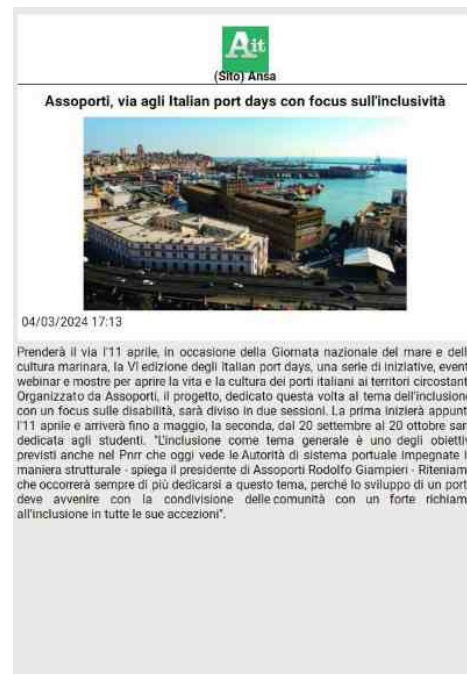 Ait
(Sito) Ansa
Assoporti, via agli Italian port days con focus sull'inclusività
04/03/2024 17:13
Prenderà il via l'11 aprile, in occasione della Giornata nazionale del mare e dell
cultura marinara, la VI edizione degli Italian port days, una serie di iniziative, event
webinar e mostre per aprire la vita e la cultura dei porti italiani ai territori circostant
Organizzato da Assoporti, il progetto, dedicato questa volta al tema dell'inclusione
con un focus sulle disabilità, sarà diviso in due sessioni. La prima inizierà appunt
l'11 aprile e arriverà fino a maggio, la seconda, dal 20 settembre al 20 ottobre sar
dedicata agli studenti. "L'inclusione come tema generale è uno degli obiettiv
previsti anche nel Pnrr che oggi vede le Autorità di sistema portuale impegnate i
maniera strutturale - spiega il presidente di Assoporti Rodolfo Giampieri - Riteniam
che occorrerà sempre di più dedicarsi a questo tema, perché lo sviluppo di un port
deve avvenire con la condivisione delle comunità con un forte richiam
all'inclusione in tutte le sue accezioni".